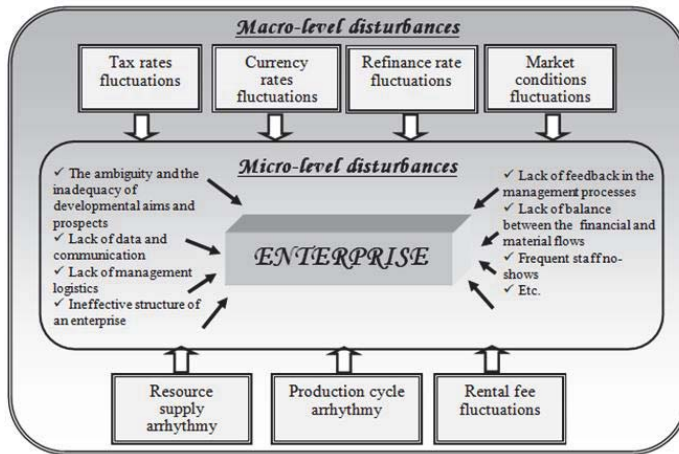 Macro-level disturbances
Tax rates
fluctuations
Currency
rates
fluctuations
Refinance rate
fluctuations
Market
conditions
fluctuations
Micro-level disturbances
✓ The ambiguity and the
inadequacy of
developmental aims and
prospects
✓ Lack of data and
communication
✓ Lack of management
logistics
✓ Ineffective structure of
an enterprise
ENTERPRISE
✓ Lack of feedback in the
management processes
✓ Lack of balance
between the financial and
material flows
✓ Frequent staff no-
shows
✓ Etc.
Resource
supply
arrhythmy
Production cycle
arrhythmy
Rental fee
fluctuations